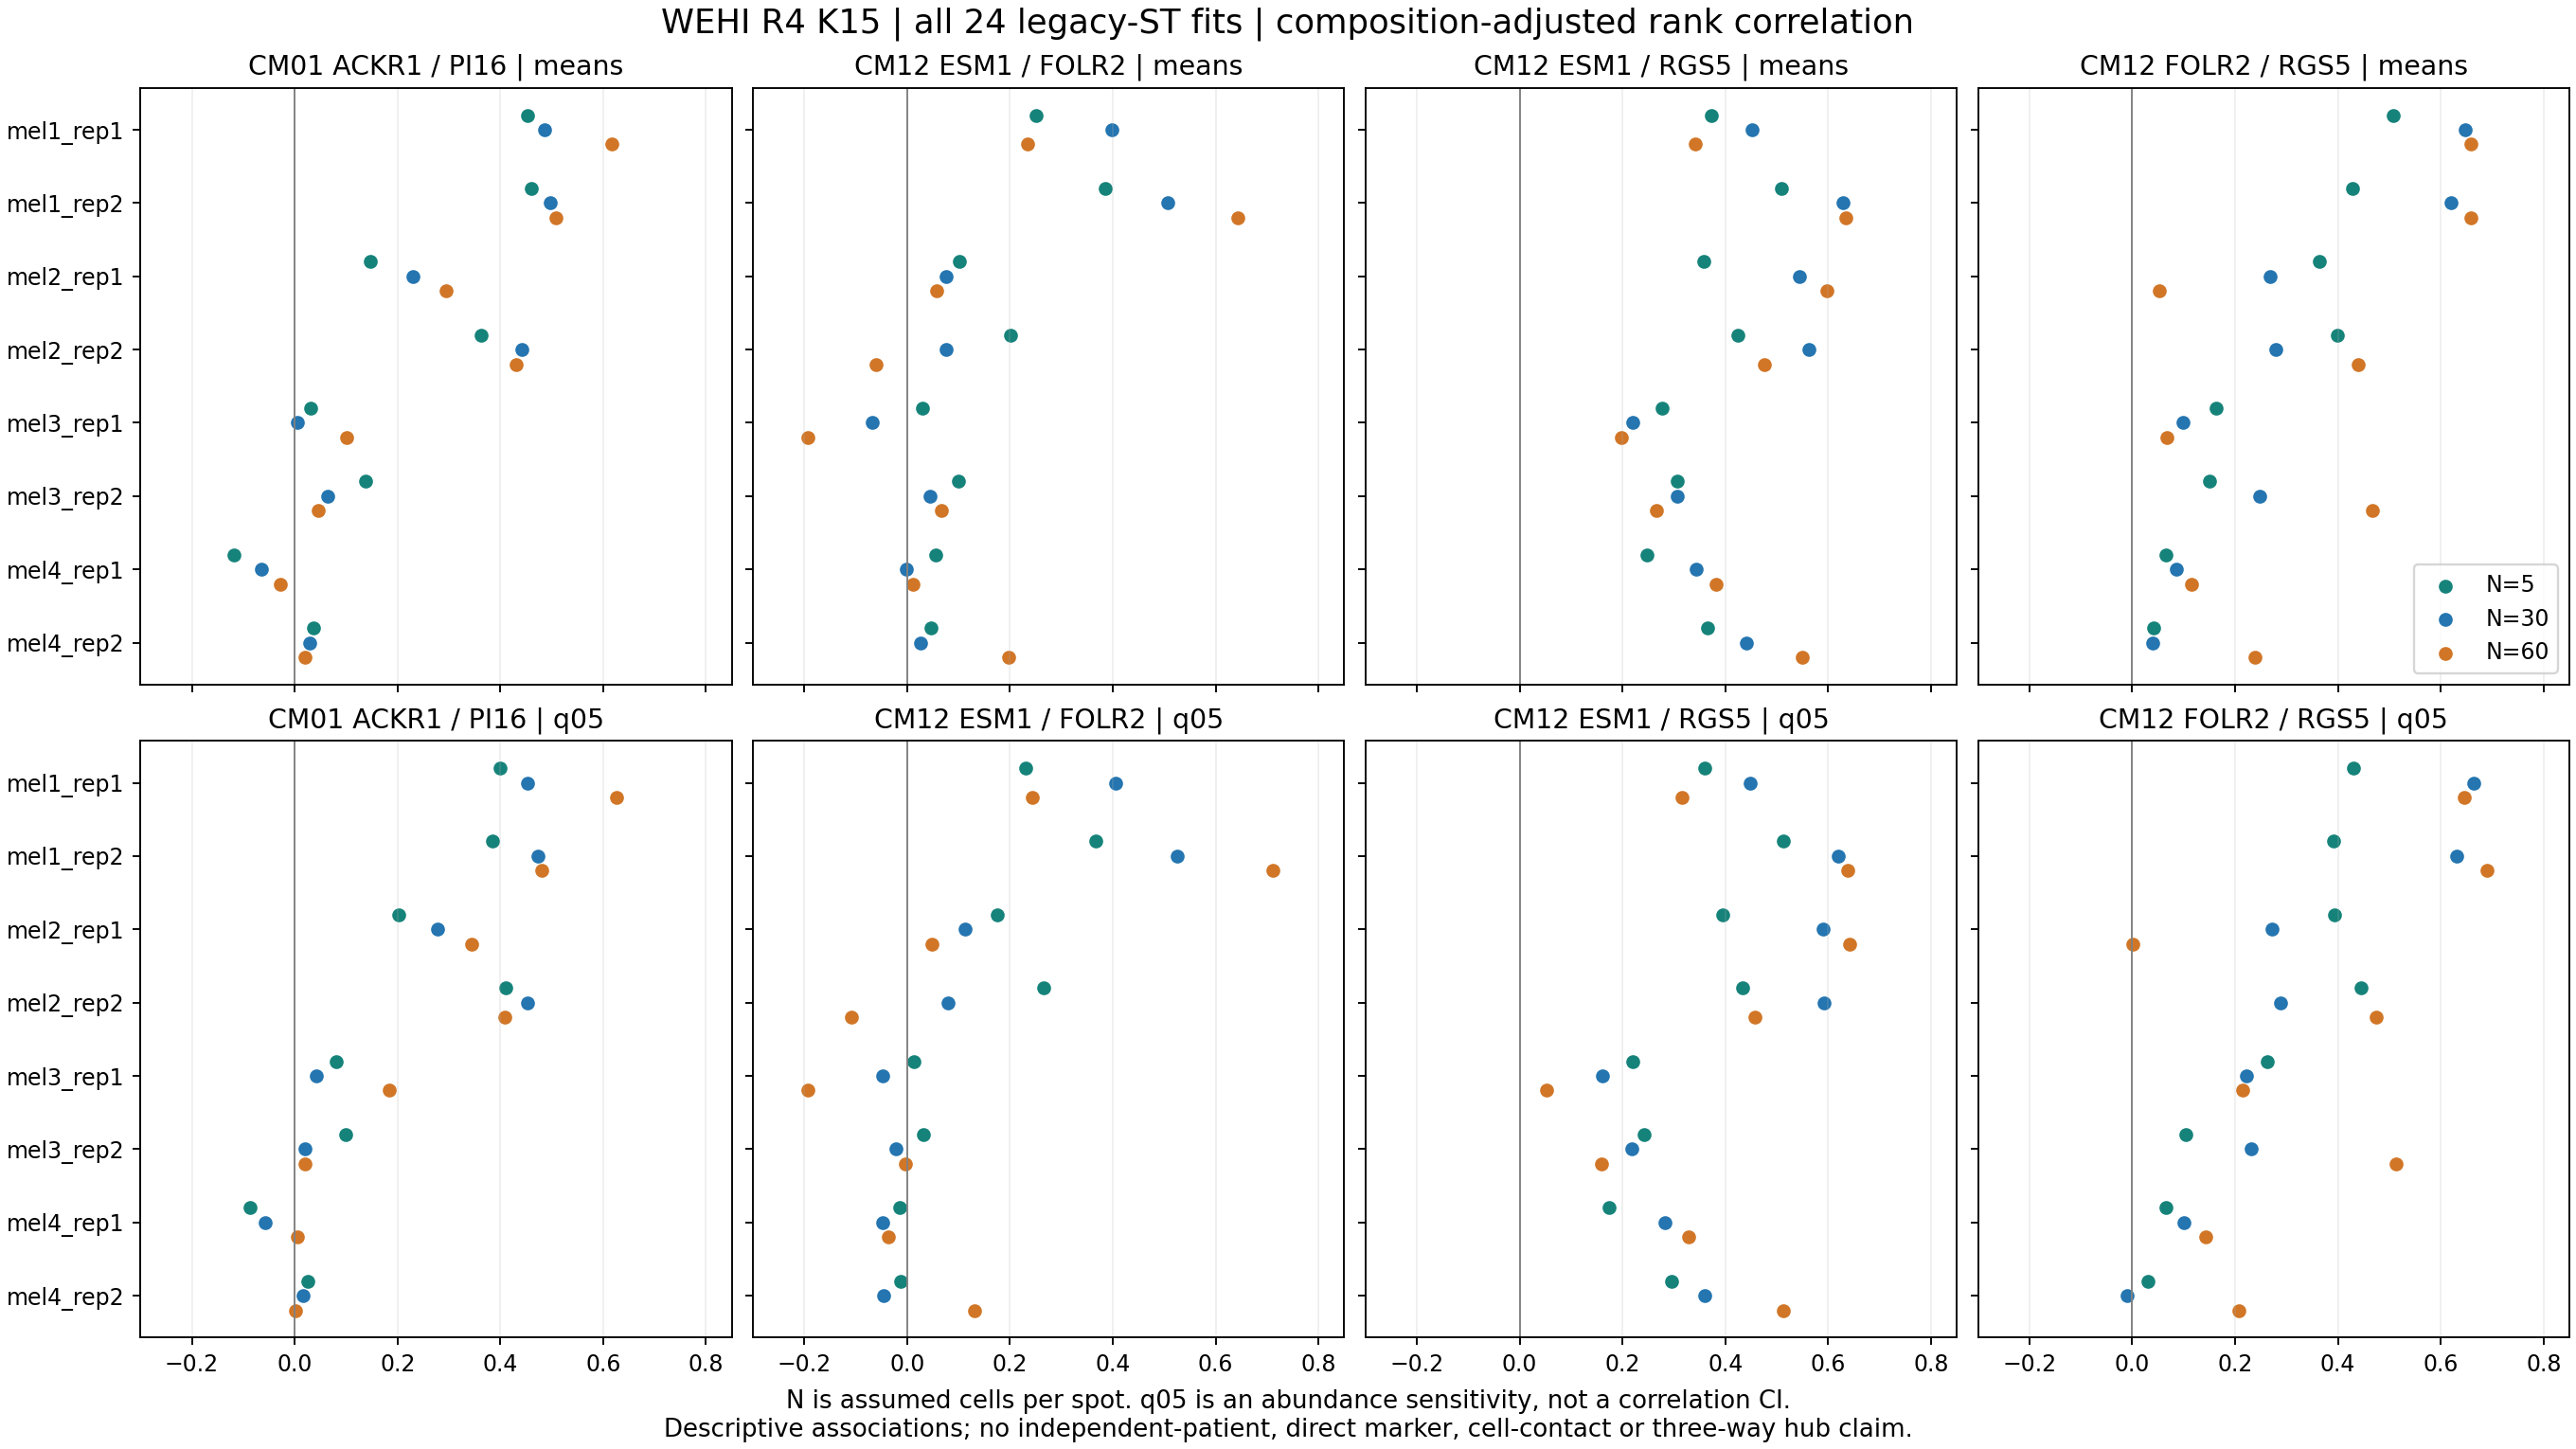 WEHI R4 K15 | all 24 legacy-ST fits | composition-adjusted rank correlation
CM01 ACKR1 / PI16 | means
CM12 ESM1 / FOLR2 | means
CM12 ESM1 / RGS5 | means
CM12 FOLR2 / RGS5 | means
mel1_rep1
mel1_rep2
mel2_rep1
mel2_rep2
mel3_rep1
mel3_rep2
mel4_rep1
mel4_rep2
N=5
N=30
N=60
CM01 ACKR1 / PI16 | q05
CM12 ESM1 / FOLR2 | q05
CM12 ESM1 / RGS5 | q05
CM12 FOLR2 / RGS5 | q05
mel1_rep1
mel1_rep2
mel2_rep1
mel2_rep2
mel3_rep1
mel3_rep2
mel4_rep1
mel4_rep2
−0.2 0.0 0.2 0.4 0.6 0.8
−0.2 0.0 0.2 0.4 0.6 0.8
−0.2 0.0 0.2 0.4 0.6 0.8
−0.2 0.0 0.2 0.4 0.6 0.8
N is assumed cells per spot. q05 is an abundance sensitivity, not a correlation CI.
Descriptive associations; no independent-patient, direct marker, cell-contact or three-way hub claim.